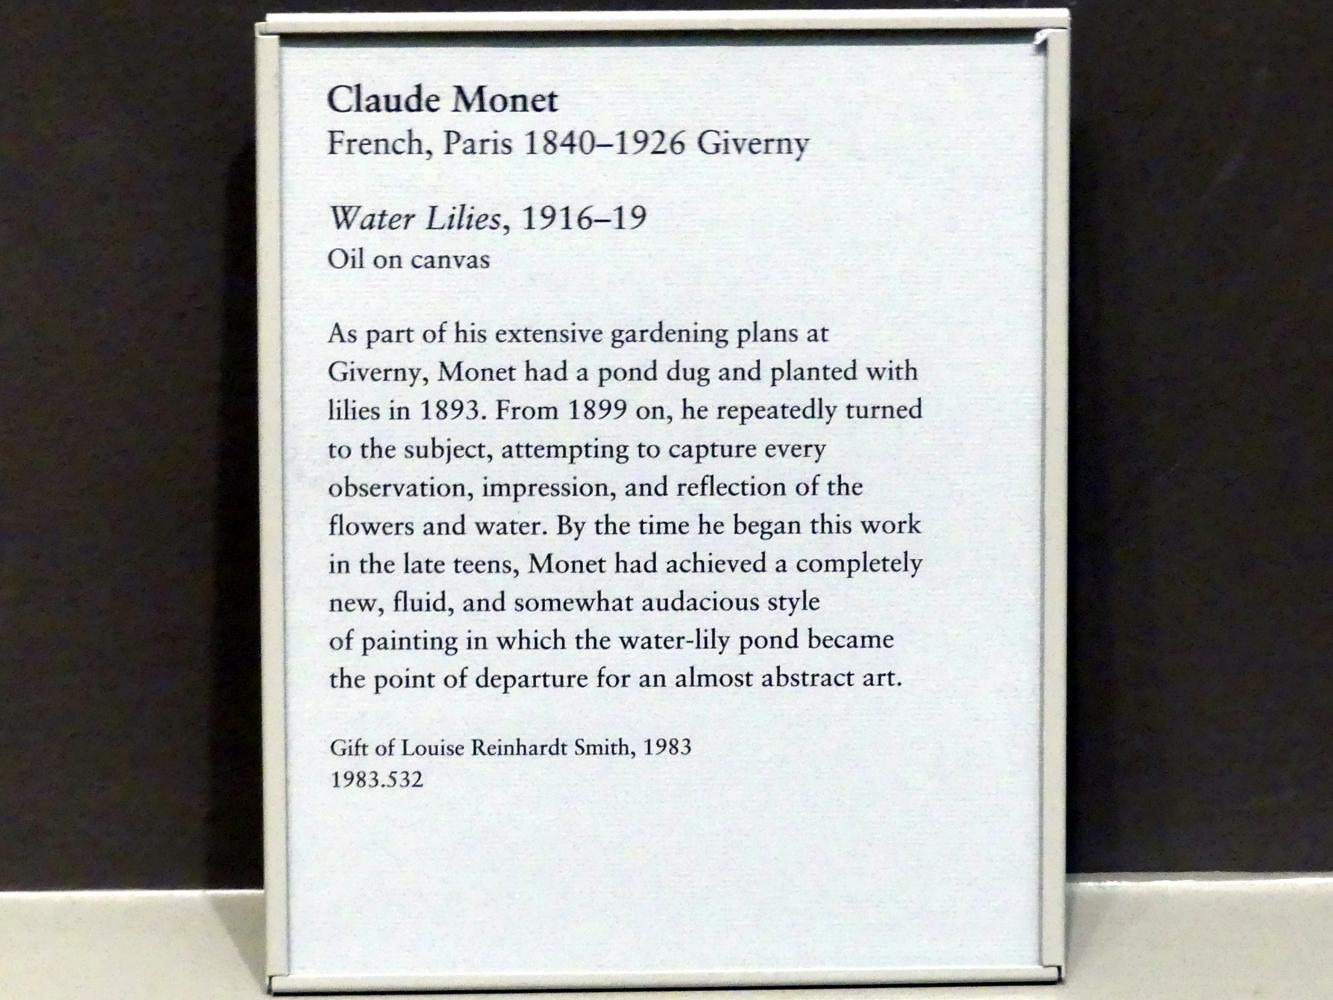 Claude Monet
French, Paris 1840–1926 Giverny
Water Lilies, 1916–19
Oil on canvas
As part of his extensive gardening plans at
Giverny, Monet had a pond dug and planted with
lilies in 1893. From 1899 on, he repeatedly turned
to the subject, attempting to capture every
observation, impression, and reflection of the
flowers and water. By the time he began this work
in the late teens, Monet had achieved a completely
new, fluid, and somewhat audacious style
of painting in which the water-lily pond became
the point of departure for an almost abstract art.
Gift of Louise Reinhardt Smith, 1983
1983.532